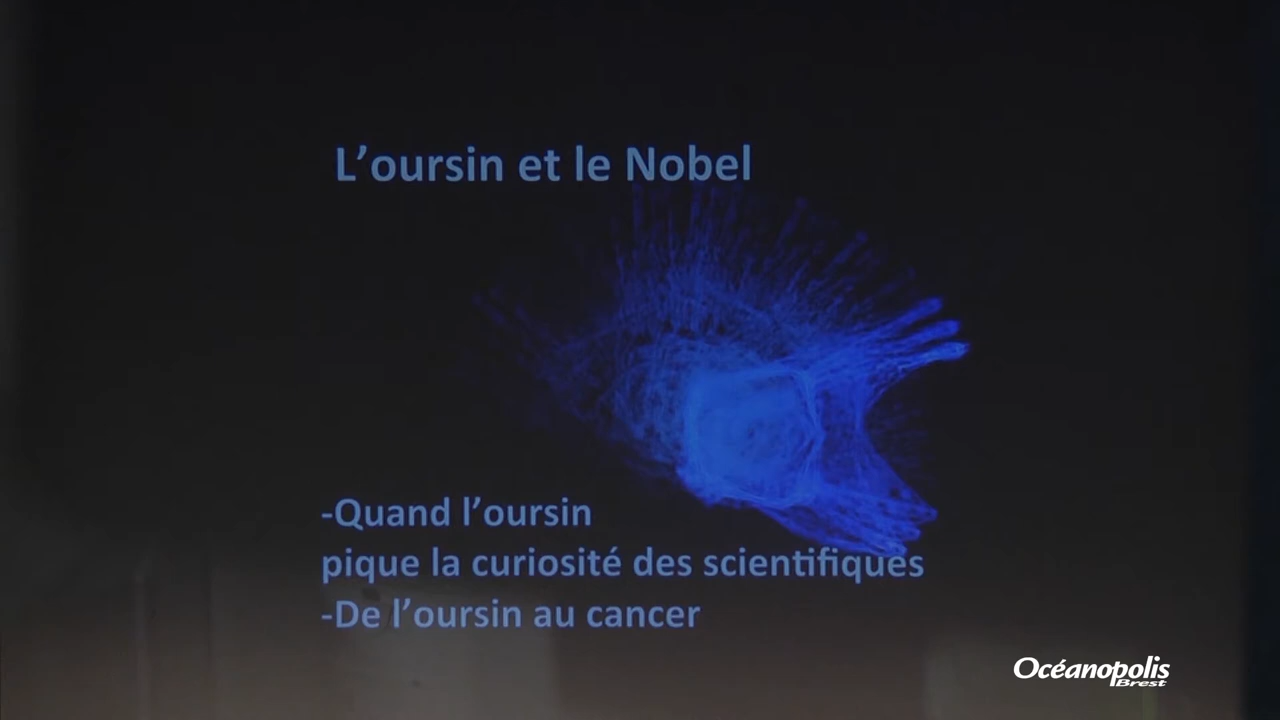 L’oursin et le Nobel
-Quand l’oursin
pique la curiosité des scientifiques
-De l’oursin au cancer
Océanopolis
Brest